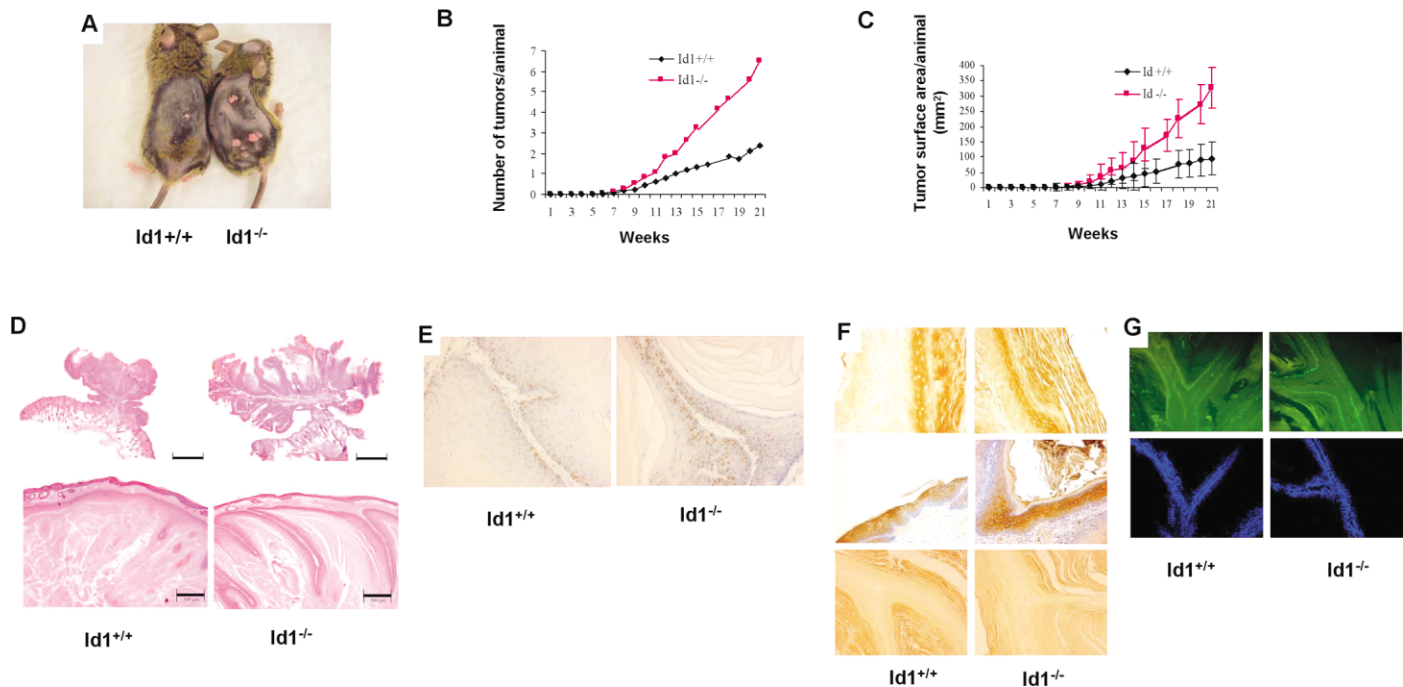 A
Id1+/+ Id1-/-
B
Number of tumors/animal
7
6
5
4
3
2
1
0
Id1+/+
Id1-/-
1 3 5 7 9 11 13 15 17 19 21
Weeks
C
Tumor surface area/animal
(mm²)
400
350
300
250
200
150
100
50
0
Id +/+
Id -/-
1 3 5 7 9 11 13 15 17 19 21
Weeks
D
Id1+/+ Id1-/-
E
Id1+/+ Id1-/-
F
Id1+/+ Id1-/-
G
Id1+/+ Id1-/-